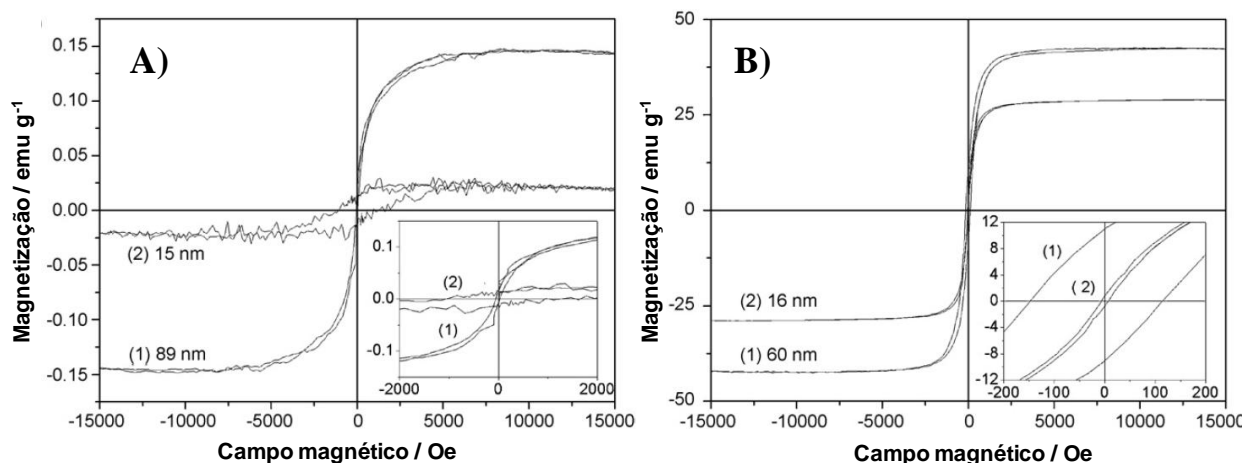 A)
Magnetização / emu g⁻¹
0.15
0.10
0.05
0.00
-0.05
-0.10
-0.15
(2) 15 nm
(1) 89 nm
0.1
0.0
-0.1
(2)
(1)
-2000 0 2000
-15000 -10000 -5000 0 5000 10000 15000
Campo magnético / Oe
B)
Magnetização / emu g⁻¹
50
25
0
-25
-50
(2) 16 nm
(1) 60 nm
12
8
4
0
-4
-8
-12
(1)
(2)
-200 -100 0 100 200
-15000 -10000 -5000 0 5000 10000 15000
Campo magnético / Oe